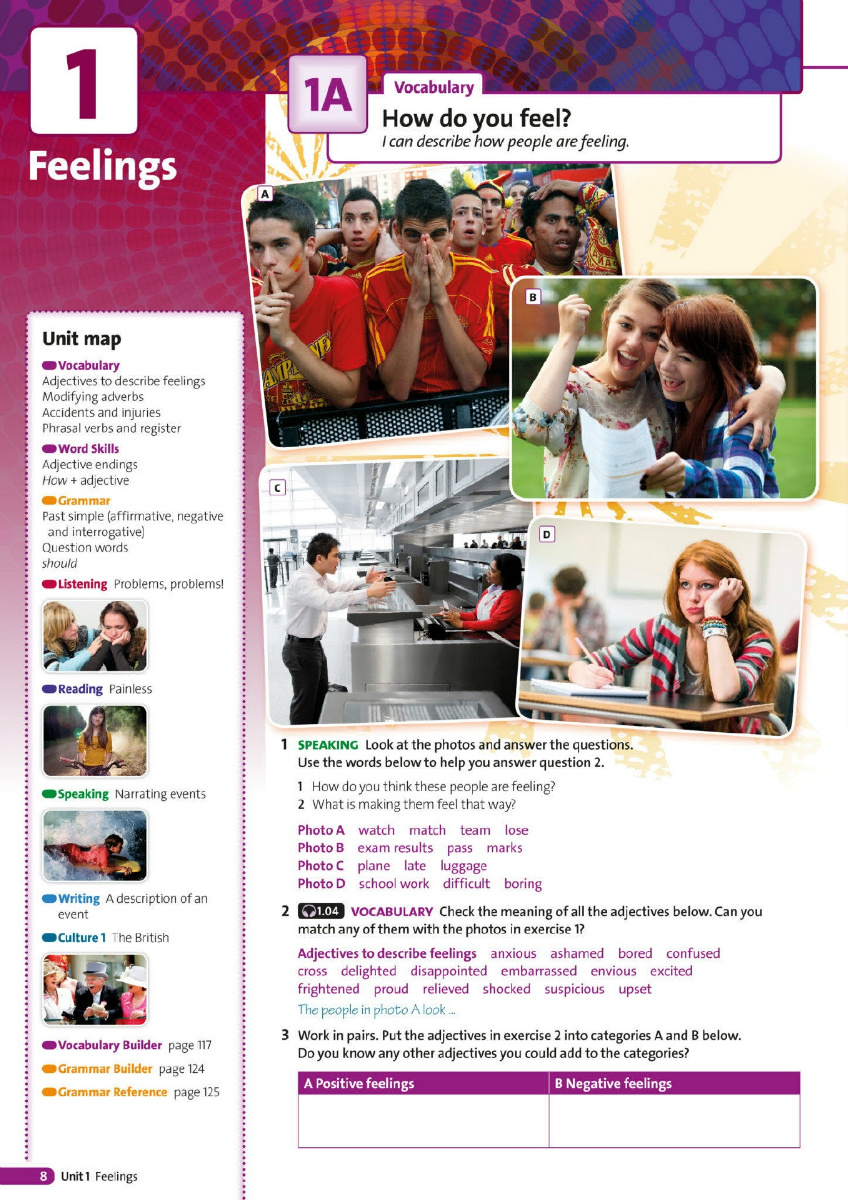 1
Feelings
1A
Vocabulary
How do you feel?
I can describe how people are feeling.
A
B
C
D
Unit map
Vocabulary
Adjectives to describe feelings
Modifying adverbs
Accidents and injuries
Phrasal verbs and register
Word Skills
Adjective endings
How + adjective
Grammar
Past simple (affirmative, negative
and interrogative)
Question words
should
Listening Problems, problems!
Reading Painless
Speaking Narrating events
Writing A description of an
event
Culture 1 The British
Vocabulary Builder page 117
Grammar Builder page 124
Grammar Reference page 125
1 SPEAKING Look at the photos and answer the questions.
Use the words below to help you answer question 2.
1 How do you think these people are feeling?
2 What is making them feel that way?
Photo A watch match team lose
Photo B exam results pass marks
Photo C plane late luggage
Photo D school work difficult boring
2 1.04 VOCABULARY Check the meaning of all the adjectives below. Can you
match any of them with the photos in exercise 1?
Adjectives to describe feelings anxious ashamed bored confused
cross delighted disappointed embarrassed envious excited
frightened proud relieved shocked suspicious upset
The people in photo A look ...
3 Work in pairs. Put the adjectives in exercise 2 into categories A and B below.
Do you know any other adjectives you could add to the categories?
A Positive feelings
B Negative feelings
8 Unit 1 Feelings